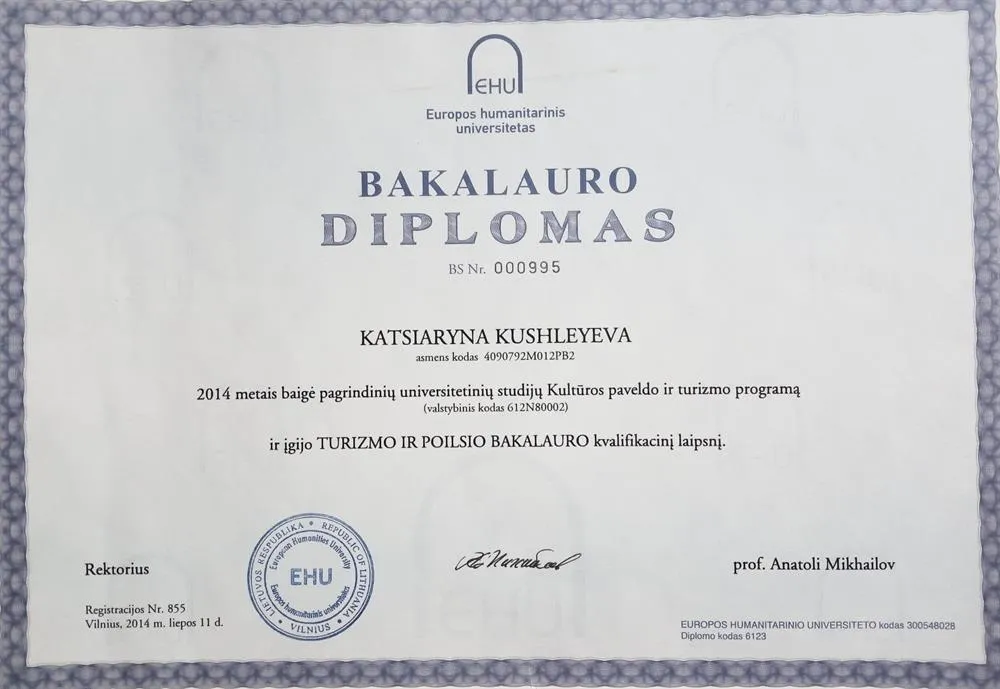 EHU
Europos humanitarinis
universitetas
BAKALAURO
DIPLOMAS
BS Nr. 000995
KATSIARYNA KUSHLEYEVA
asmens kodas 4090792M012PB2
2014 metais baigė pagrindinių universitetinių studijų Kultūros paveldo ir turizmo programą
(valstybinis kodas 612N80002)
ir įgijo TURIZMO IR POILSIO BAKALAURO kvalifikacinį laipsnį.
LIETUVOS RESPUBLIKA • REPUBLIC OF LITHUANIA
• VILNIUS •
European Humanities University
Europos humanitarinis universitetas
EHU
Rektorius
prof. Anatoli Mikhailov
Registracijos Nr. 855
Vilnius, 2014 m. liepos 11 d.
EUROPOS HUMANITARINIO UNIVERSITETO kodas 300548028
Diplomo kodas 6123